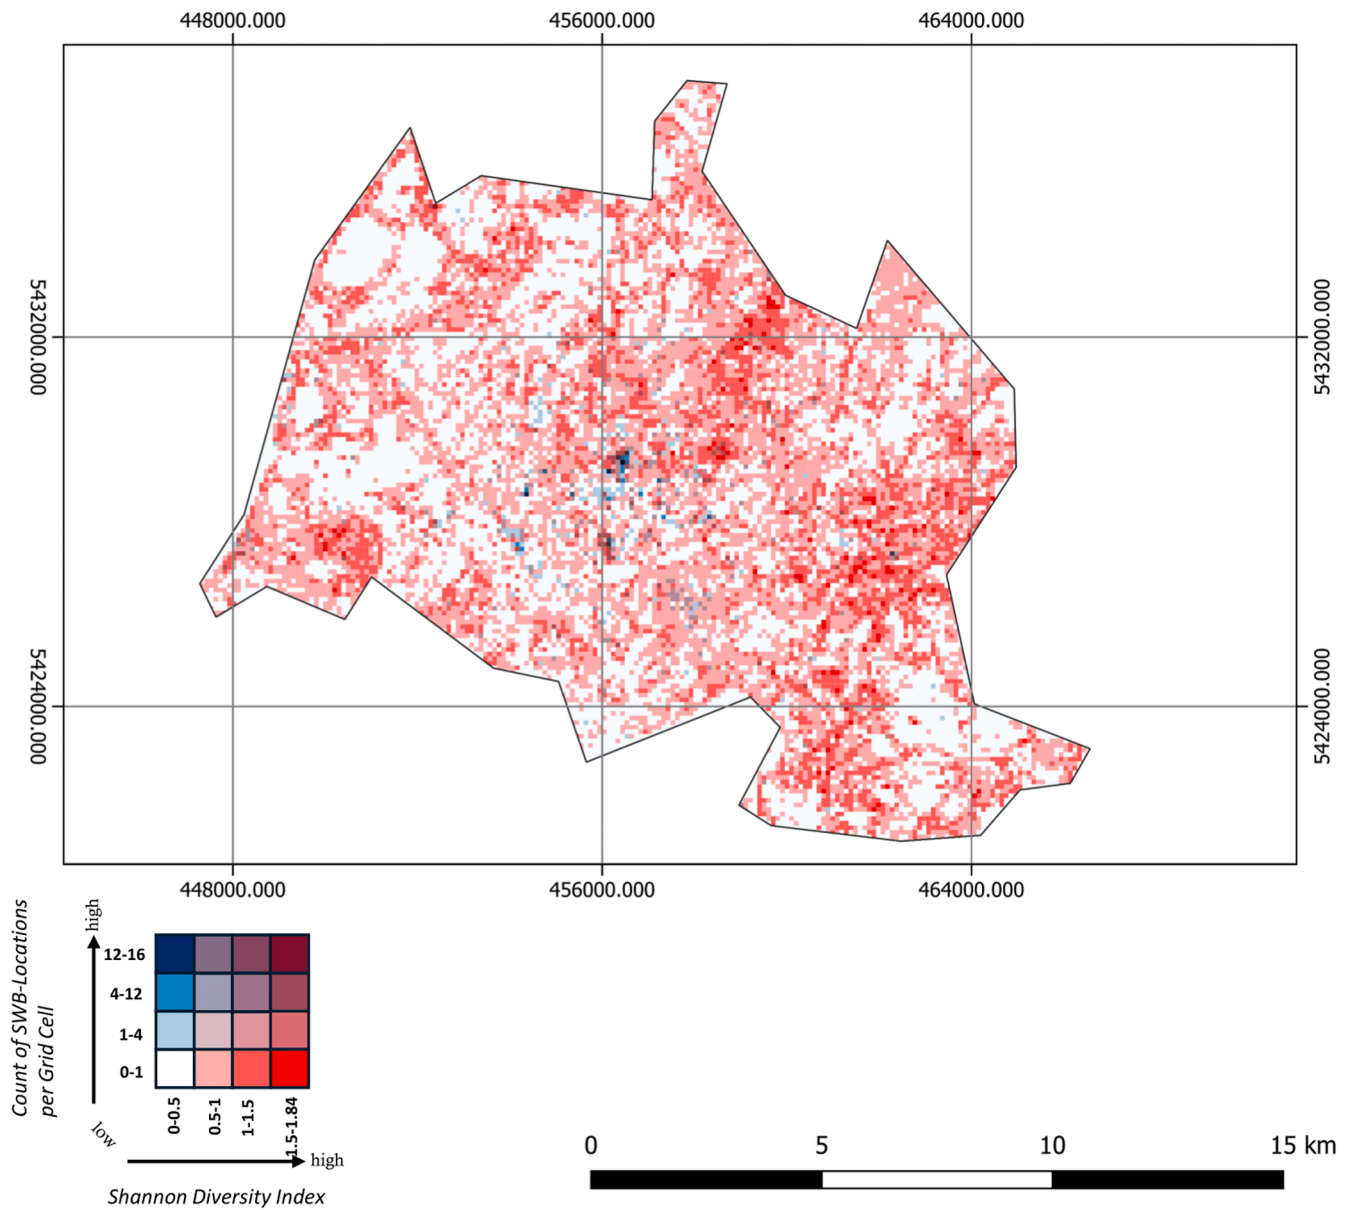 448000.000 456000.000 464000.000
5432000.000 5432000.000
5424000.000 5424000.000
448000.000 456000.000 464000.000
Count of SWB-Locations
per Grid Cell
high
12-16
4-12
1-4
0-1
low
0-0.5 0.5-1 1-1.5 1.5-1.84
high
Shannon Diversity Index
0 5 10 15 km